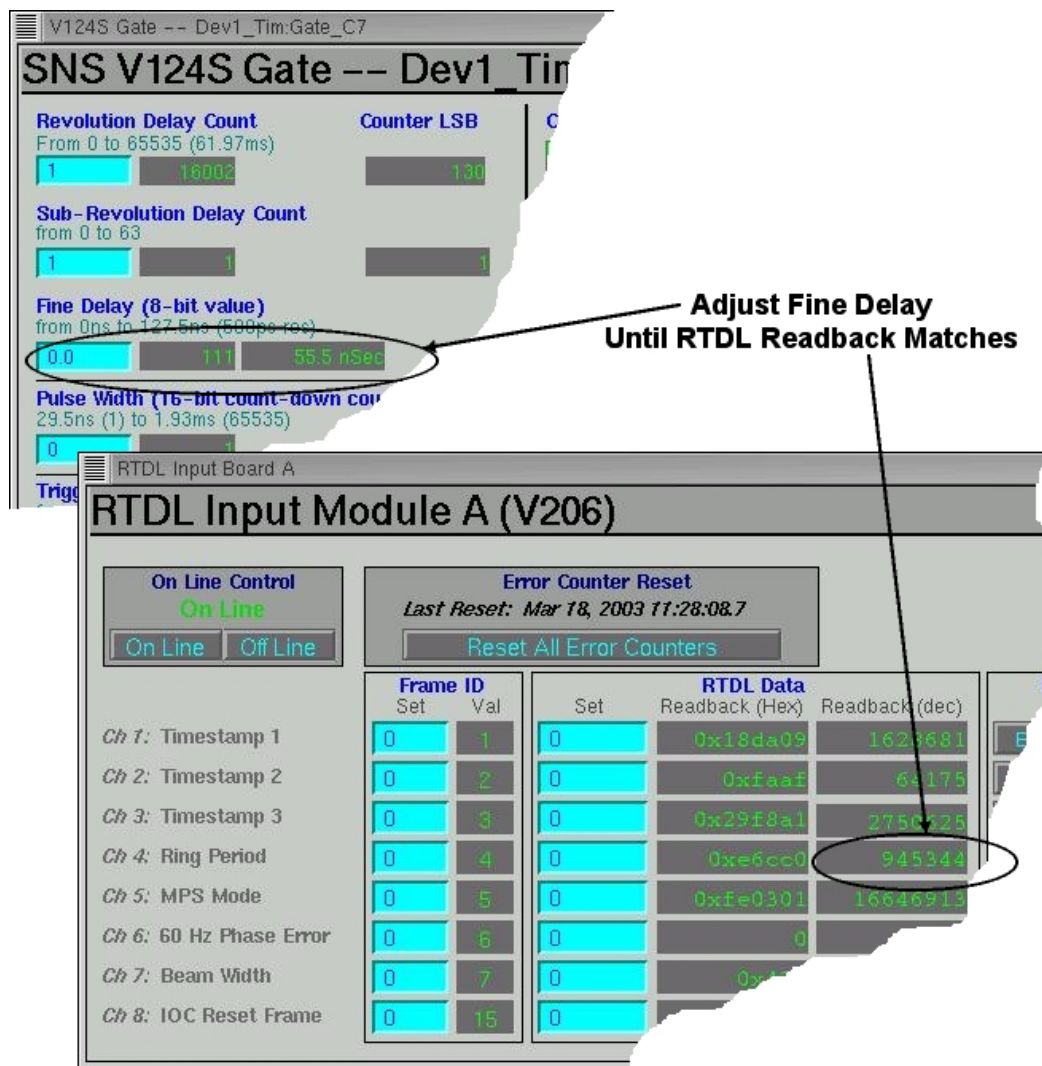 V124S Gate -- Dev1_Tim:Gate_C7
SNS V124S Gate -- Dev1_Tim
Revolution Delay Count Counter LSB
From 0 to 65535 (61.97ms)
1 16002 130
Sub-Revolution Delay Count
from 0 to 63
1 1 1
Fine Delay (8-bit value)
from 0ns to 127.5ns (500ps res)
0.0 111 55.5 nSec
Adjust Fine Delay
Until RTDL Readback Matches
Pulse Width (16-bit count-down cou
29.5ns (1) to 1.93ms (65535)
0 1
Trigg
RTDL Input Board A
RTDL Input Module A (V206)
On Line Control
On Line
On Line Off Line
Error Counter Reset
Last Reset: Mar 18, 2003 11:28:08.7
Reset All Error Counters
Frame ID RTDL Data
Set Val Set Readback (Hex) Readback (dec)
Ch 1: Timestamp 1 0 1 0 0x18da09 1628681 E
Ch 2: Timestamp 2 0 2 0 0xfaaf 64175
Ch 3: Timestamp 3 0 3 0 0x29f8a1
Ch 4: Ring Period 0 4 0 0xe6cc0 945344
Ch 5: MPS Mode 0 5 0 0xfe0301 16646913
Ch 6: 60 Hz Phase Error 0 6 0 0
Ch 7: Beam Width 0 7 0
Ch 8: IOC Reset Frame 0 15 0